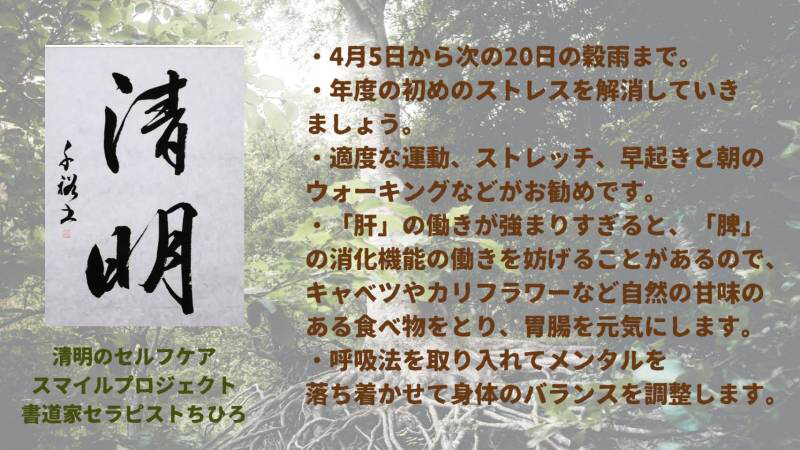 清明
・4月5日から次の20日の穀雨まで。
・年度の初めのストレスを解消していき
ましょう。
・適度な運動、ストレッチ、早起きと朝の
ウォーキングなどがお勧めです。
・「肝」の働きが強まりすぎると、「脾」
の消化機能の働きを妨げることがあるので、
キャベツやカリフラワーなど自然の甘味の
ある食べ物をとり、胃腸を元気にします。
・呼吸法を取り入れてメンタルを
落ち着かせて身体のバランスを調整します。
清明のセルフケア
スマイルプロジェクト
書道家セラピストちひろ